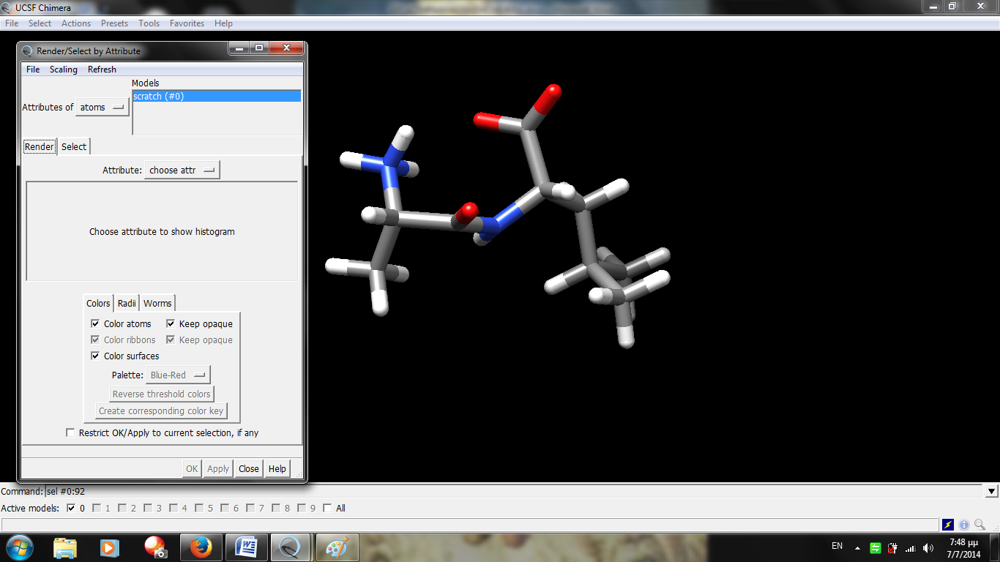 UCSF Chimera
File Select Actions Presets Tools Favorites Help
Render/Select by Attribute
File Scaling Refresh
Models
scratch (#0)
Attributes of atoms
Render Select
Attribute: choose attr
Choose attribute to show histogram
Colors Radii Worms
Color atoms Keep opaque
Color ribbons Keep opaque
Color surfaces
Palette: Blue-Red
Reverse threshold colors
Create corresponding color key
Restrict OK/Apply to current selection, if any
OK Apply Close Help
Command: sel #0:92
Active models: 0 1 2 3 4 5 6 7 8 9 All
EN 7:48 μμ
7/7/2014